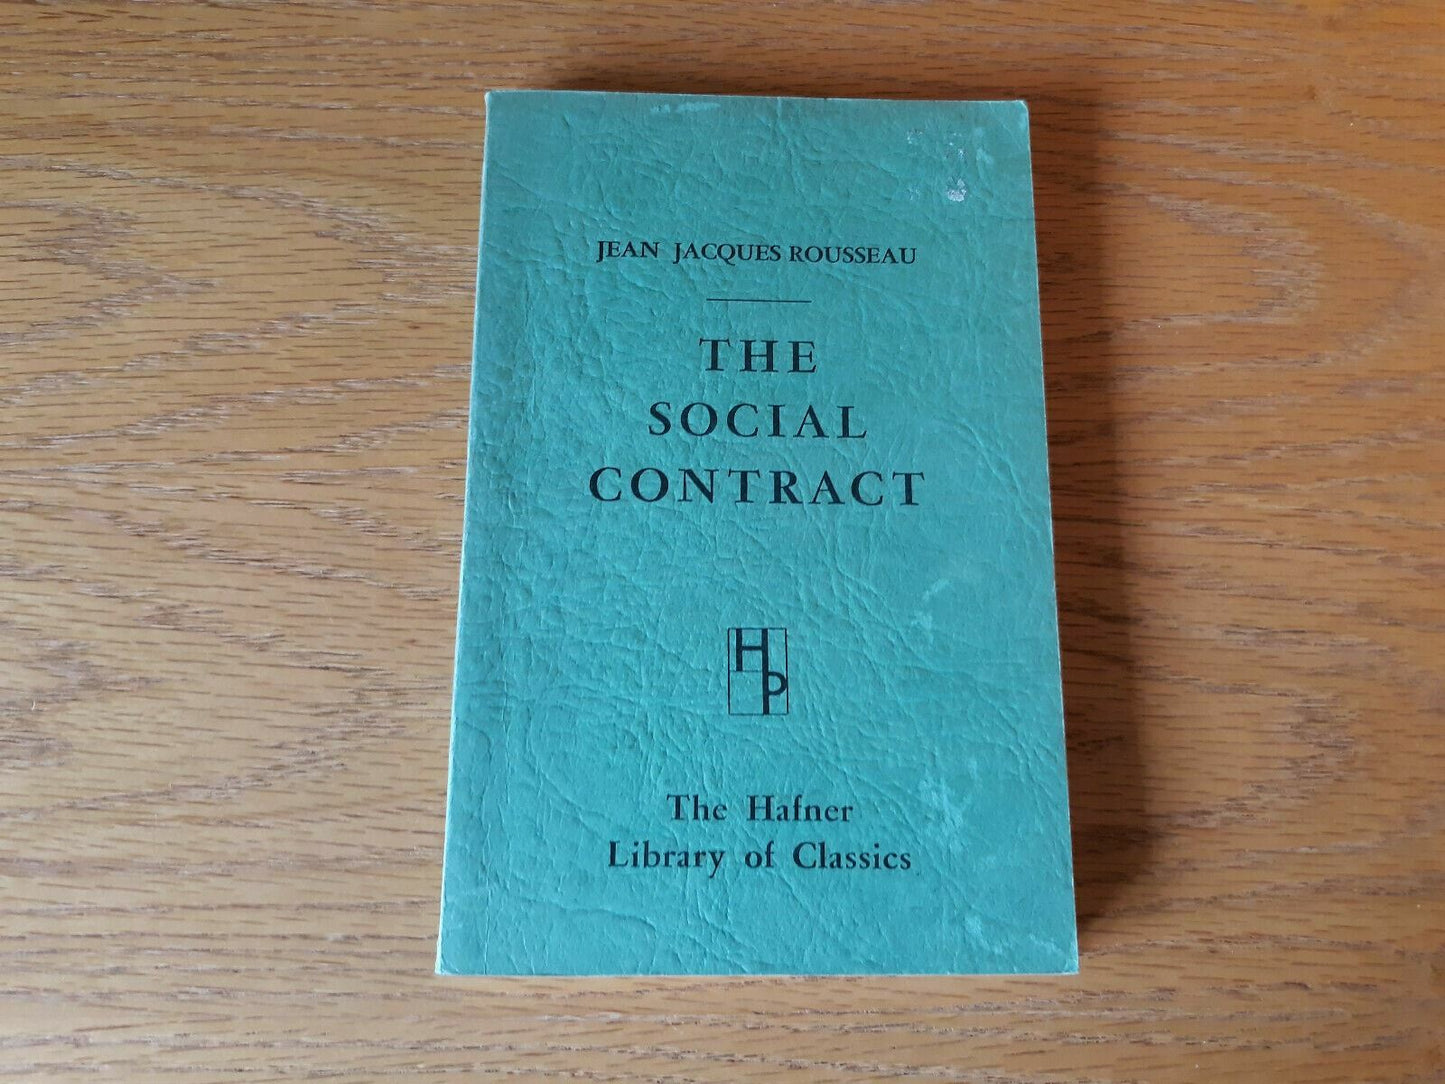 JEAN JACQUES ROUSSEAU
THE
SOCIAL
CONTRACT
HP
The Hafner
Library of Classics